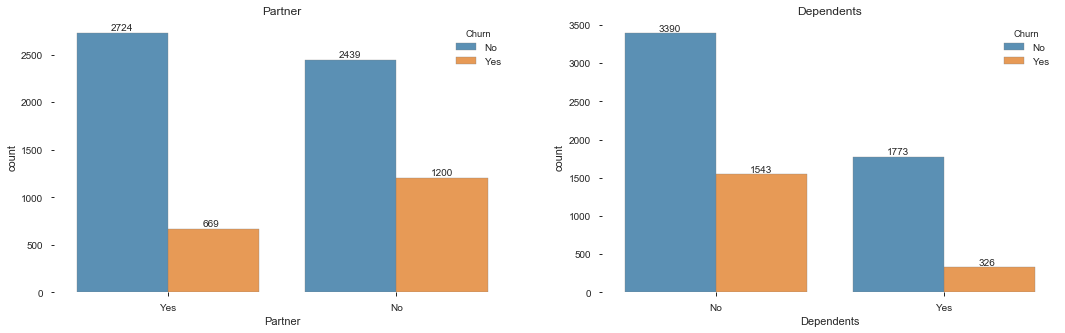 Partner
2724
2439
1200
669
Churn
No
Yes
count
2500
2000
1500
1000
500
0
Yes
No
Partner
Dependents
3390
1543
1773
326
Churn
No
Yes
count
3500
3000
2500
2000
1500
1000
500
0
No
Yes
Dependents